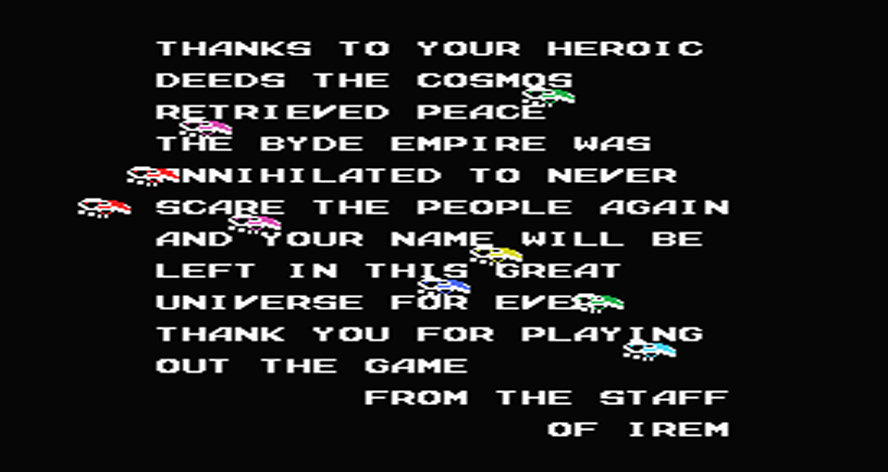 THANKS TO YOUR HEROIC
DEEDS THE COSMOS
RETRIEVED PEACE
THE BYDE EMPIRE WAS
ANNIHILATED TO NEVER
SCARE THE PEOPLE AGAIN
AND YOUR NAME WILL BE
LEFT IN THIS GREAT
UNIVERSE FOR EVER
THANK YOU FOR PLAYING
OUT THE GAME
FROM THE STAFF
OF IREM